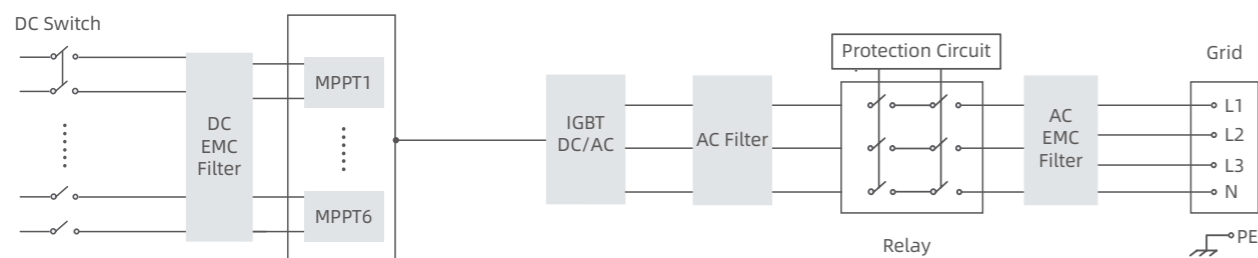 DC Switch
DC
EMC
Filter
MPPT1
MPPT6
IGBT
DC/AC
AC Filter
Protection Circuit
Relay
AC
EMC
Filter
Grid
L1
L2
L3
N
PE